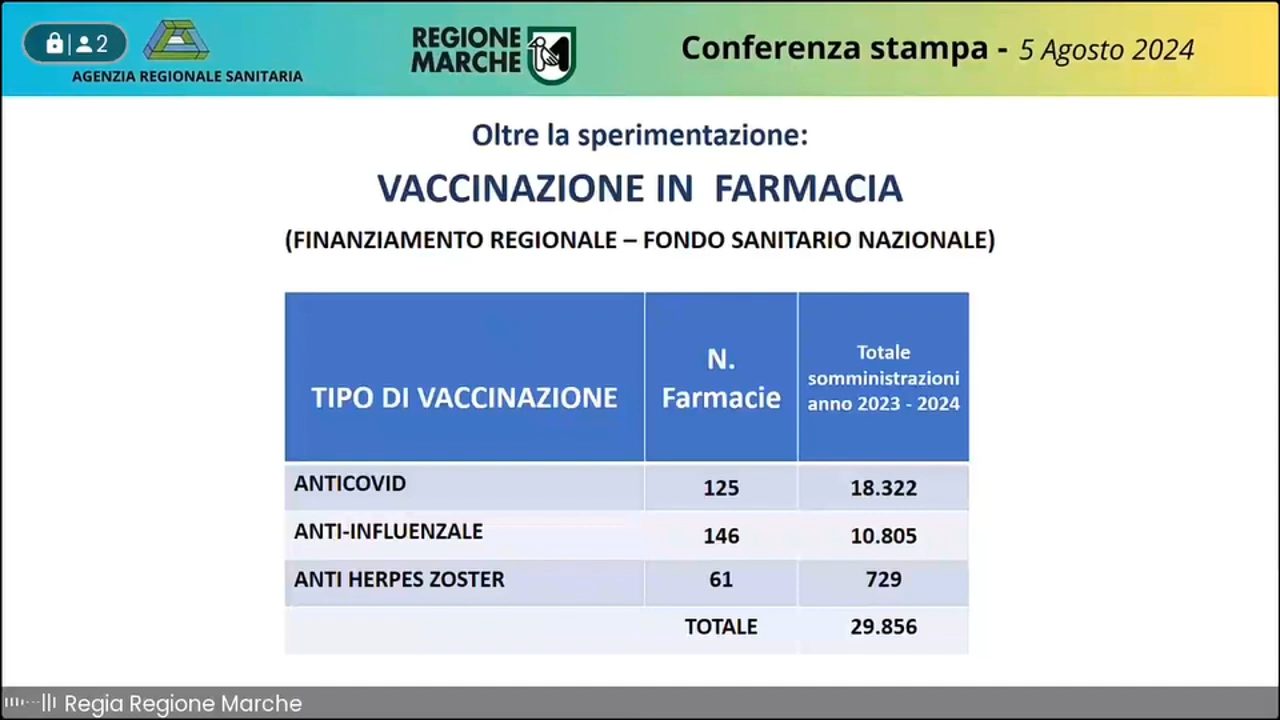 2
AGENZIA REGIONALE SANITARIA
REGIONE
MARCHE
Conferenza stampa - 5 Agosto 2024
Oltre la sperimentazione:
VACCINAZIONE IN FARMACIA
(FINANZIAMENTO REGIONALE – FONDO SANITARIO NAZIONALE)
TIPO DI VACCINAZIONE
N.
Farmacie
Totale
somministrazioni
anno 2023 - 2024
ANTICOVID 125 18.322
ANTI-INFLUENZALE 146 10.805
ANTI HERPES ZOSTER 61 729
TOTALE 29.856
Regia Regione Marche